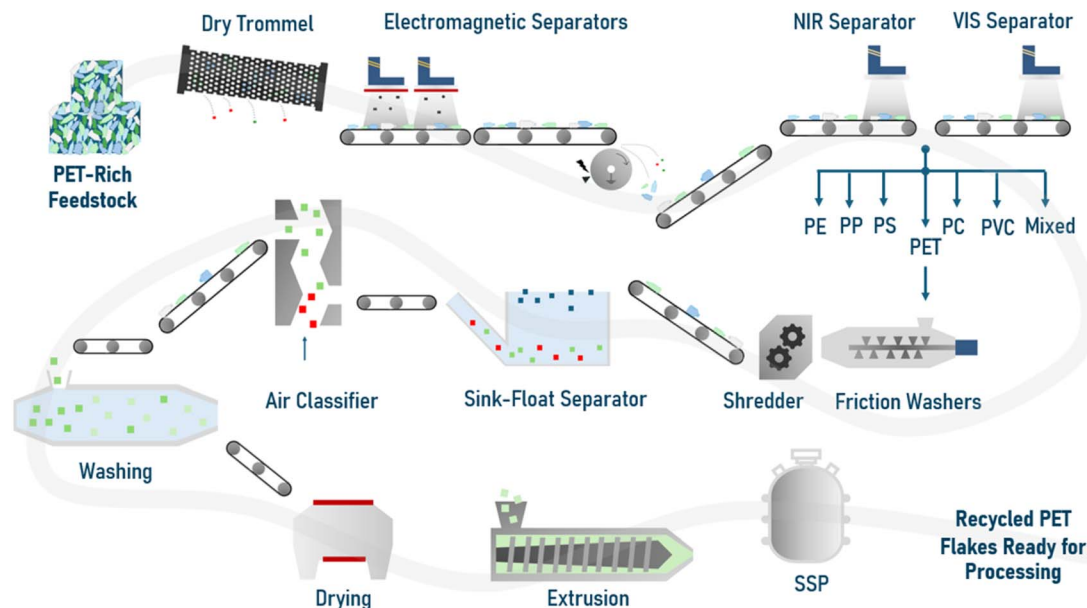 Dry Trommel
Electromagnetic Separators
NIR Separator
VIS Separator
PET-Rich
Feedstock
PE
PP
PS
PET
PC
PVC
Mixed
Air Classifier
Sink-Float Separator
Shredder
Friction Washers
Washing
Drying
Extrusion
SSP
Recycled PET
Flakes Ready for
Processing